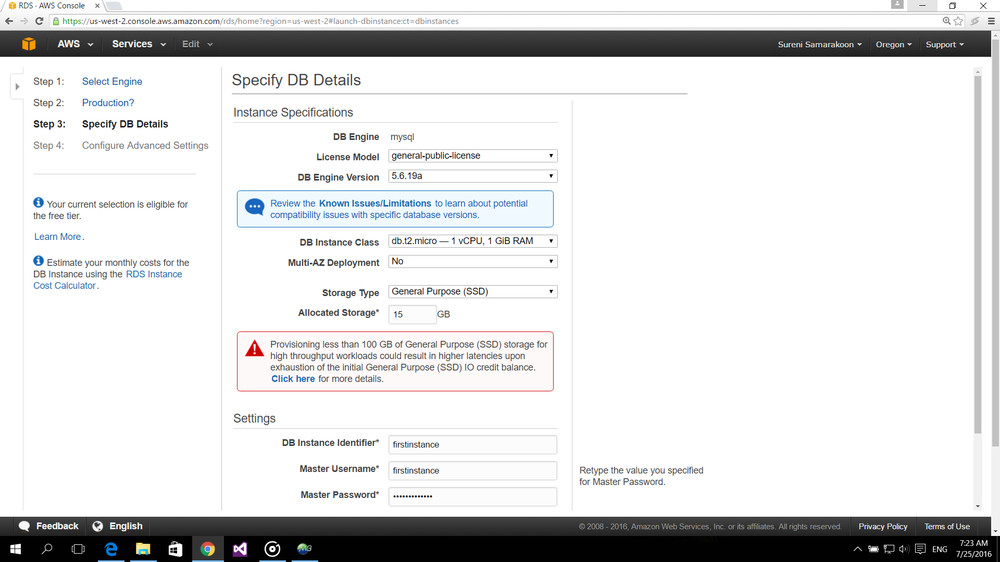 RDS · AWS Console
https://us-west-2.console.aws.amazon.com/rds/home?region=us-west-2#launch-dbinstance:ct=dbinstances
AWS Services Edit Sureni Samarakoon Oregon Support
Step 1: Select Engine
Step 2: Production?
Step 3: Specify DB Details
Step 4: Configure Advanced Settings
Your current selection is eligible for
the free tier.
Learn More.
Estimate your monthly costs for the
DB Instance using the RDS Instance
Cost Calculator.
Specify DB Details
Instance Specifications
DB Engine mysql
License Model general-public-license
DB Engine Version 5.6.19a
Review the Known Issues/Limitations to learn about potential
compatibility issues with specific database versions.
DB Instance Class db.t2.micro — 1 vCPU, 1 GiB RAM
Multi-AZ Deployment No
Storage Type General Purpose (SSD)
Allocated Storage* 15 GB
Provisioning less than 100 GB of General Purpose (SSD) storage for
high throughput workloads could result in higher latencies upon
exhaustion of the initial General Purpose (SSD) IO credit balance.
Click here for more details.
Settings
DB Instance Identifier* firstinstance
Master Username* firstinstance
Master Password* •••••••••••••
Retype the value you specified
for Master Password.
Feedback English © 2008 - 2016, Amazon Web Services, Inc. or its affiliates. All rights reserved. Privacy Policy Terms of Use
M3
ENG
7:23 AM
7/25/2016